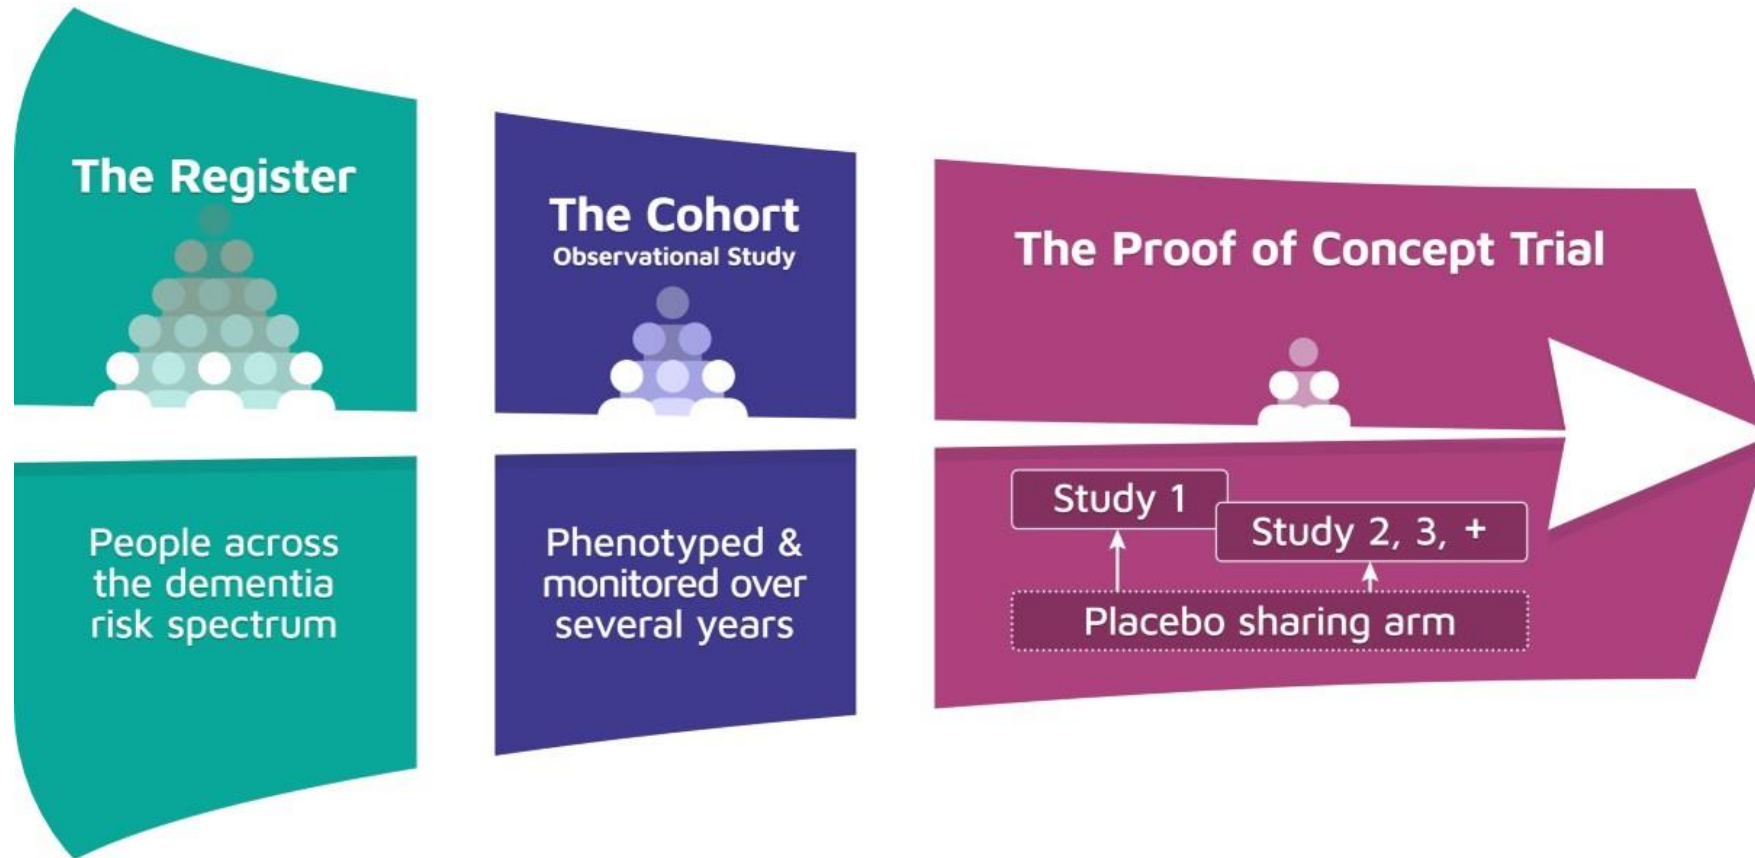 The Register
People across
the dementia
risk spectrum
The Cohort
Observational Study
Phenotyped &
monitored over
several years
The Proof of Concept Trial
Study 1
Study 2, 3, +
Placebo sharing arm